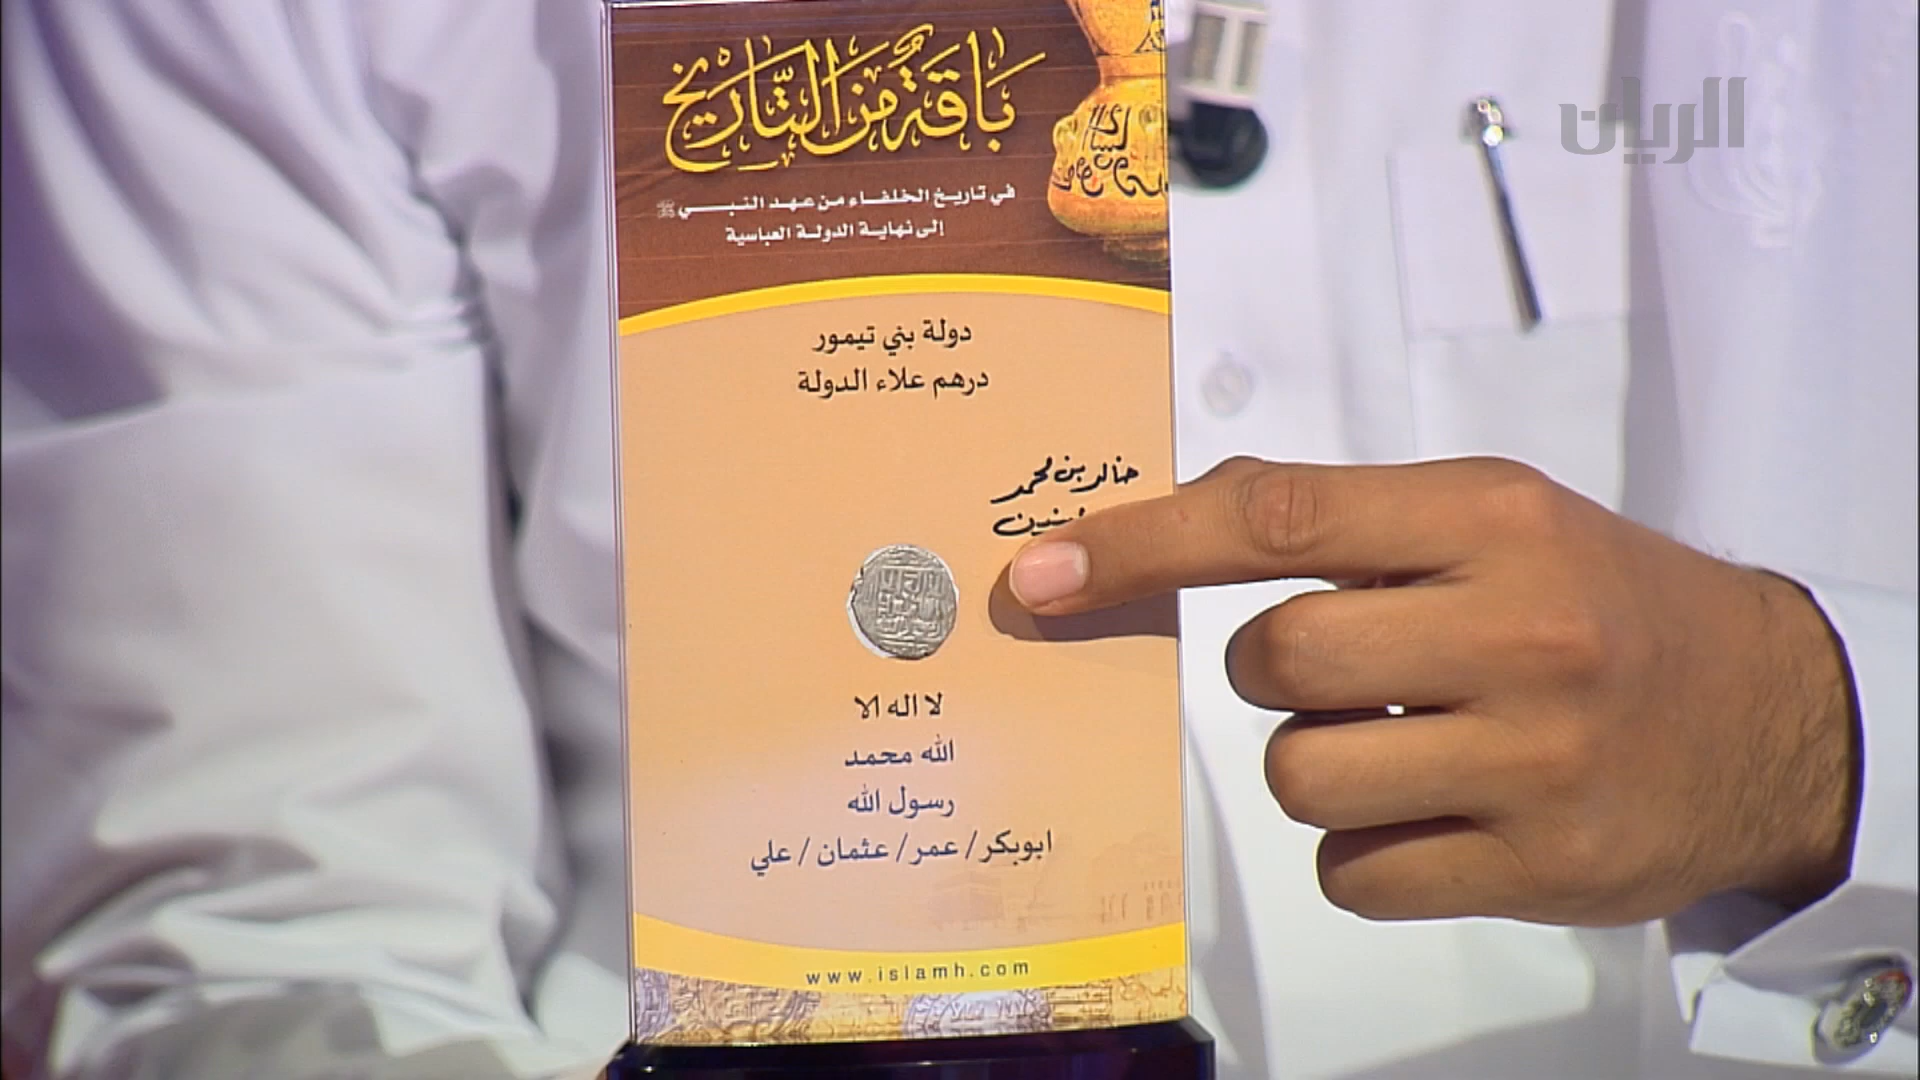 باقة من التاريخ
في تاريخ الخلفاء من عهد النبي ﷺ
إلى نهاية الدولة العباسية
دولة بني تيمور
درهم علاء الدولة
خالد بن محمد
لا اله الا
الله محمد
رسول الله
ابوبكر / عمر / عثمان / علي
www.islamh.com
الريان